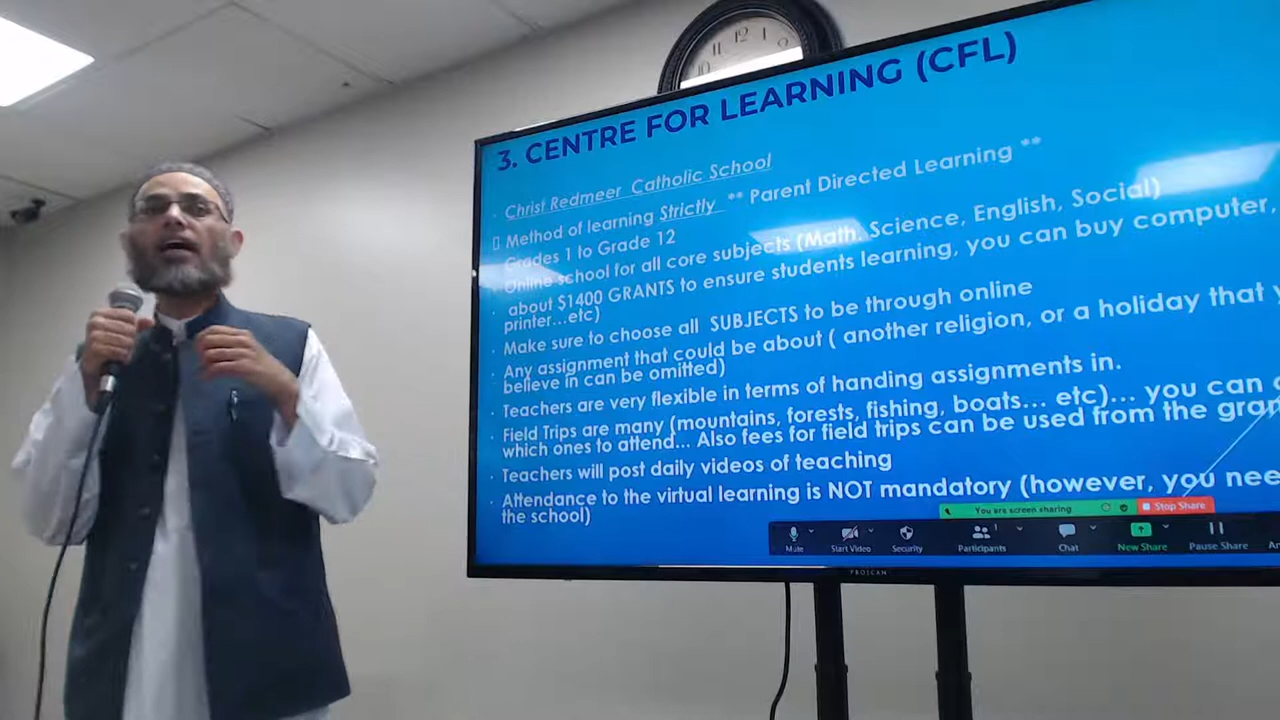 12
11
10
3. CENTRE FOR LEARNING (CFL)
Christ Redmeer Catholic School
Method of learning Strictly ** Parent Directed Learning **
Grades 1 to Grade 12
Online school for all core subjects (Math, Science, English, Social)
about $1400 GRANTS to ensure students learning, you can buy computer,
printer...etc)
Make sure to choose all SUBJECTS to be through online
Any assignment that could be about ( another religion, or a holiday that
believe in can be omitted)
Teachers are very flexible in terms of handing assignments in.
Field Trips are many (mountains, forests, fishing, boats... etc)... you can
which ones to attend... Also fees for field trips can be used from the
Teachers will post daily videos of teaching
Attendance to the virtual learning is NOT mandatory (however, you
the school)
You are screen sharing Stop Share
1
Mute Start Video Security Participants Chat New Share Pause Share
PROSCAN